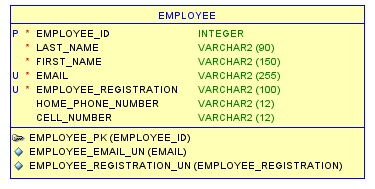 EMPLOYEE
P * EMPLOYEE_ID INTEGER
* LAST_NAME VARCHAR2 (90)
* FIRST_NAME VARCHAR2 (150)
U * EMAIL VARCHAR2 (255)
U * EMPLOYEE_REGISTRATION VARCHAR2 (100)
HOME_PHONE_NUMBER VARCHAR2 (12)
CELL_NUMBER VARCHAR2 (12)
EMPLOYEE_PK (EMPLOYEE_ID)
EMPLOYEE_EMAIL_UN (EMAIL)
EMPLOYEE_REGISTRATION_UN (EMPLOYEE_REGISTRATION)